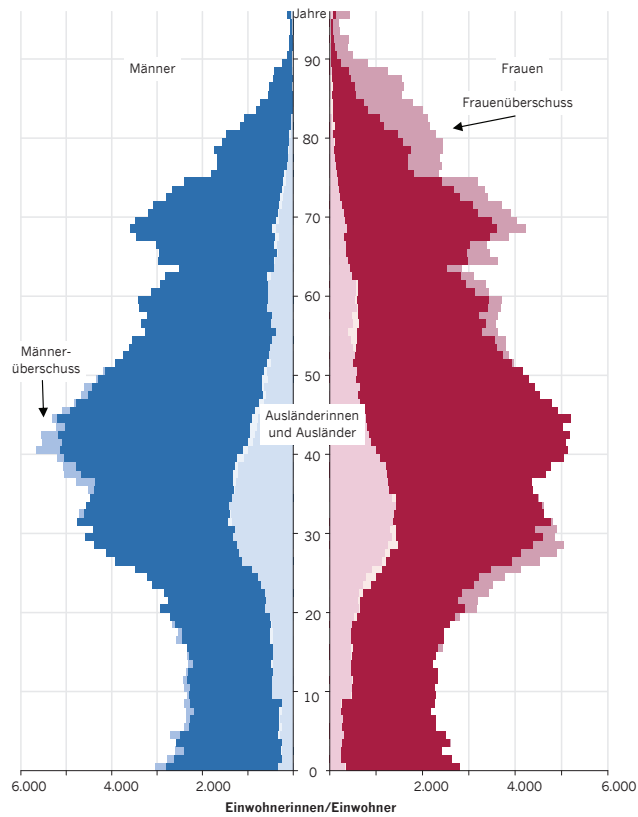 Jahre
Männer
Frauen
Frauenüberschuss
Männer-
überschuss
Ausländerinnen
und Ausländer
90
80
70
60
50
40
30
20
10
0
6.000 4.000 2.000 2.000 4.000 6.000
Einwohnerinnen/Einwohner